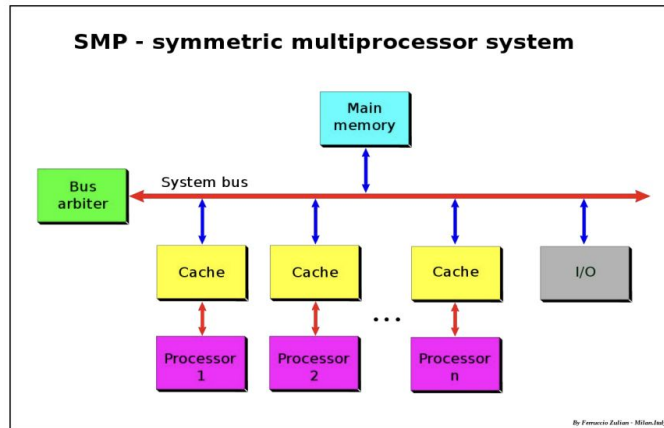 SMP - symmetric multiprocessor system
Main
memory
Bus
arbiter
System bus
Cache
Cache
Cache
I/O
...
Processor
1
Processor
2
Processor
n
By Ferruccio Zulian - Milan.Italy